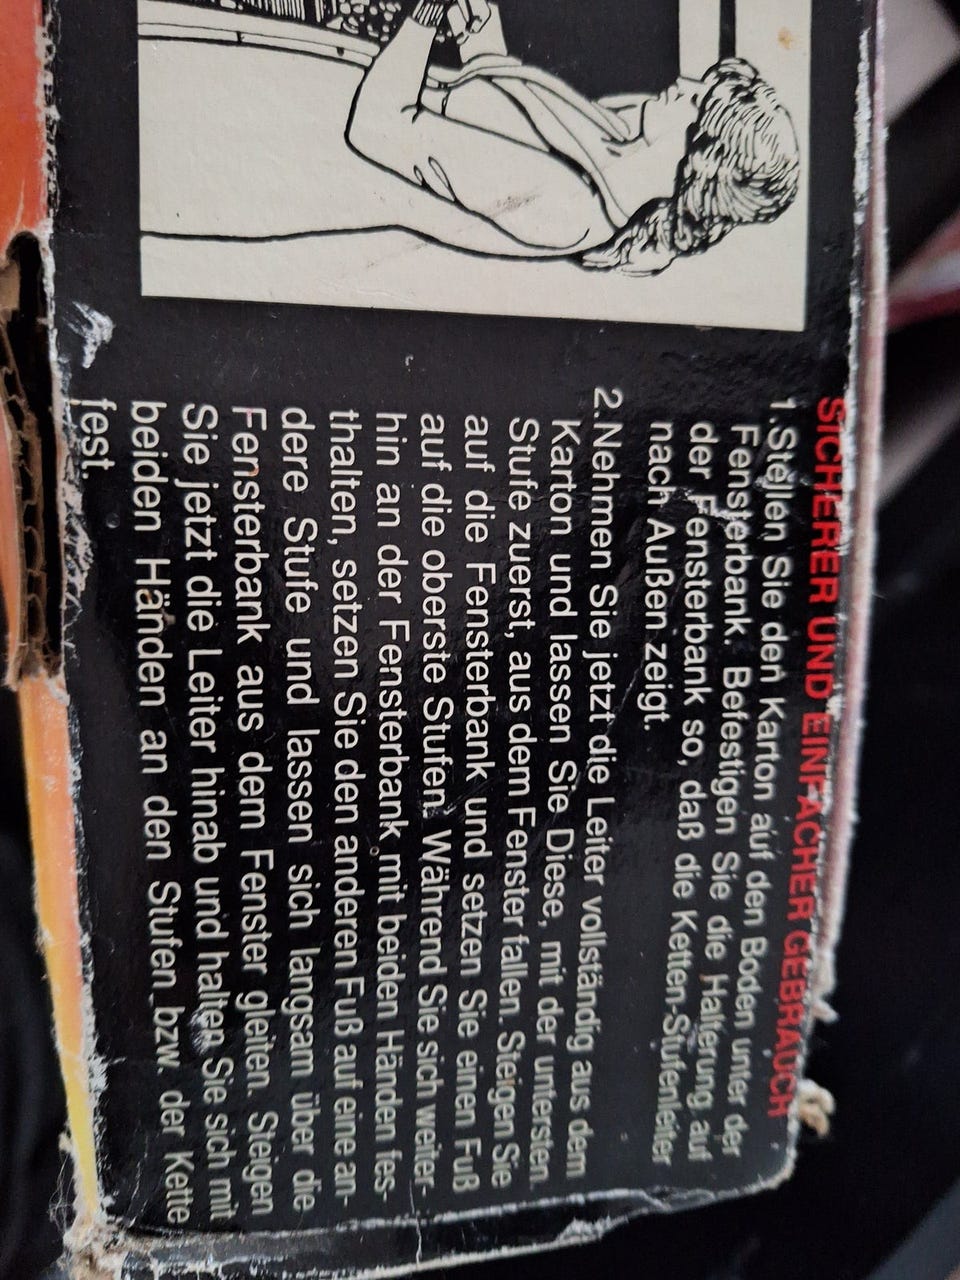 SICHERER UND EINFACHER GEBRAUCH
1.Stellen Sie den Karton auf den Boden unter der
Fensterbank. Befestigen Sie die Halterung auf
der Fensterbank so, daß die Ketten-Stufenleiter
nach Außen zeigt.
2.Nehmen Sie jetzt die Leiter vollständig aus dem
Karton und lassen Sie Diese, mit der untersten
Stufe zuerst, aus dem Fenster fallen. Steigen Sie
auf die Fensterbank und setzen Sie einen Fuß
auf die oberste Stufen. Während Sie sich weiter-
hin an der Fensterbank mit beiden Händen fes-
thalten, setzen Sie den anderen Fuß auf eine an-
dere Stufe und lassen sich langsam über die
Fensterbank aus dem Fenster gleiten. Steigen
Sie jetzt die Leiter hinab und halten Sie sich mit
beiden Händen an den Stufen bzw. der Kette
fest.